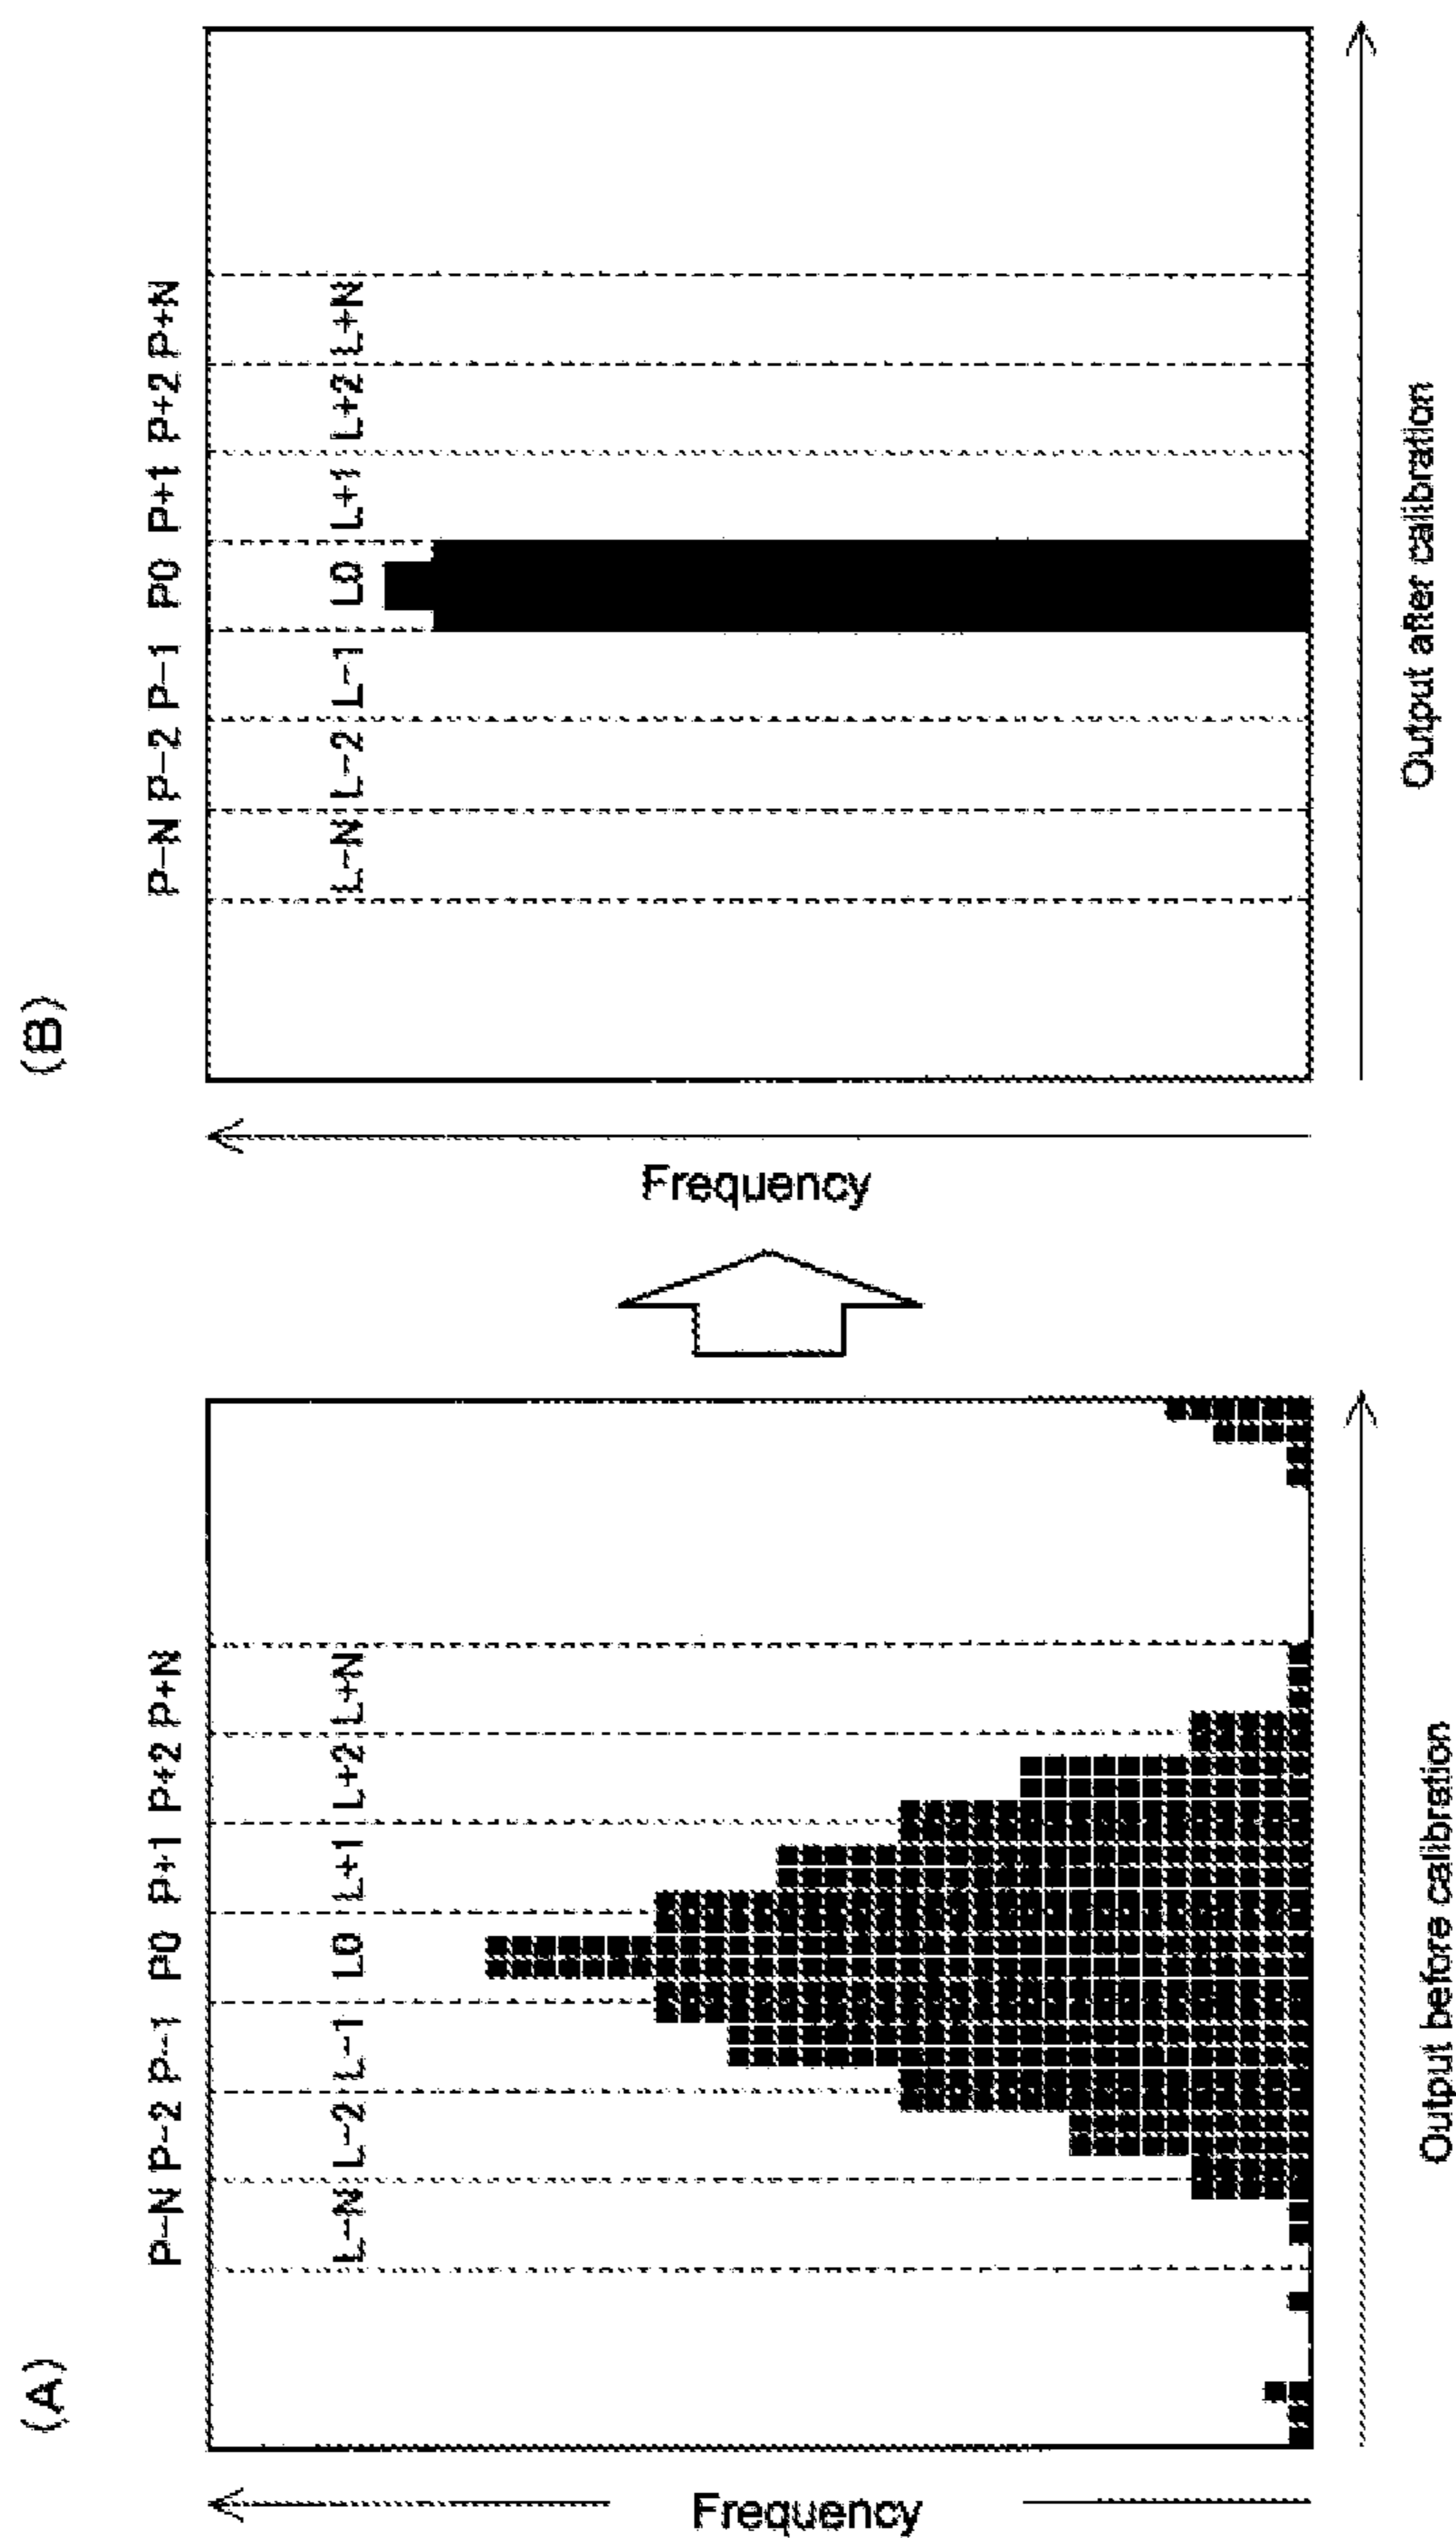 (A)
P-N P-2 P-1 P0 P+1 P+2 P+N
L-N L-2 L-1 L0 L+1 L+2 L+N
Frequency
Output before calibration
(B)
P-N P-2 P-1 P0 P+1 P+2 P+N
L-N L-2 L-1 L0 L+1 L+2 L+N
Frequency
Output after calibration